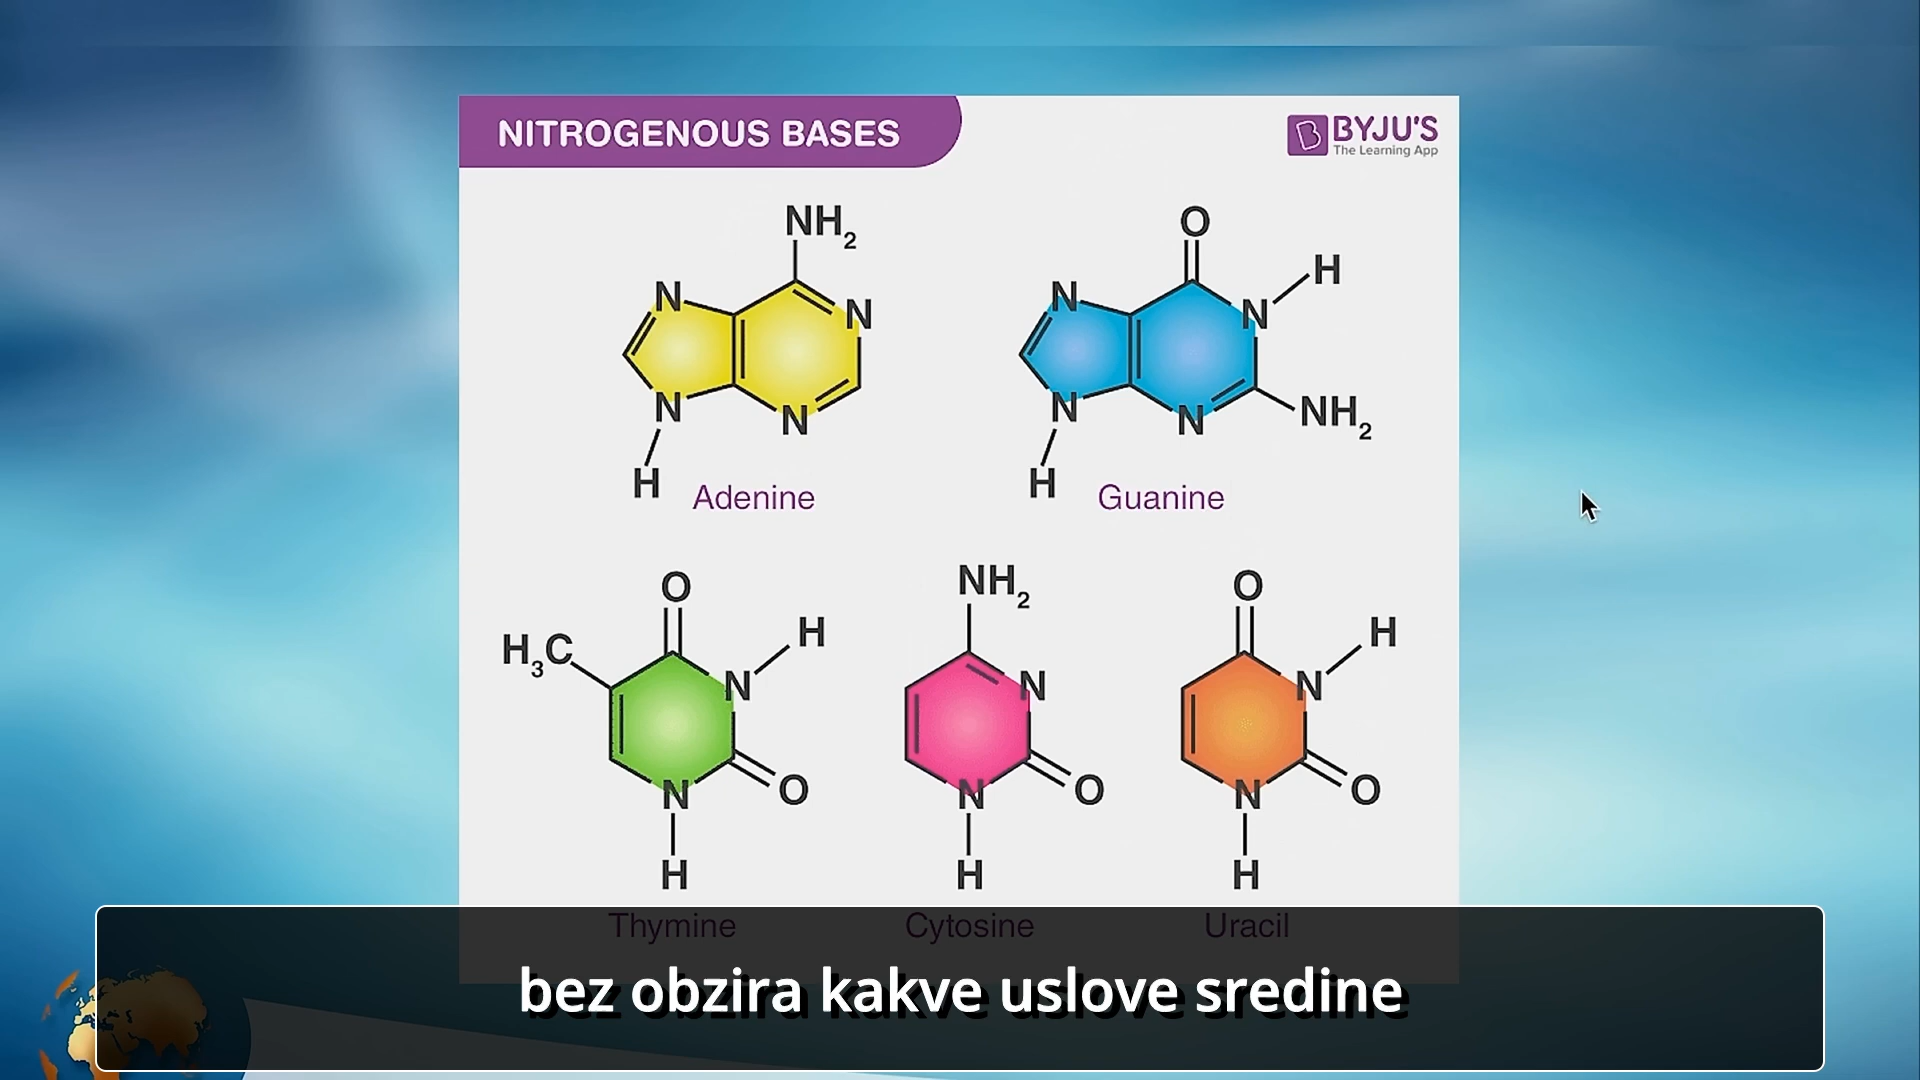 NITROGENOUS BASES
BYJU'S
The Learning App
NH2
N
N
N
N
H
Adenine
O
H
N
N
N
N
NH2
H
Guanine
O
H3C
H
N
N
O
H
Thymine
NH2
N
N
O
H
Cytosine
O
H
N
N
O
H
Uracil
bez obzira kakve uslove sredine